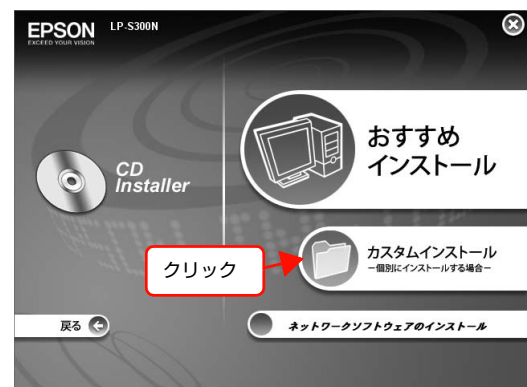 EPSON
EXCEED YOUR VISION
LP-S300N
おすすめ
インストール
CD
Installer
カスタムインストール
－個別にインストールする場合－
クリック
戻る
ネットワークソフトウェアのインストール